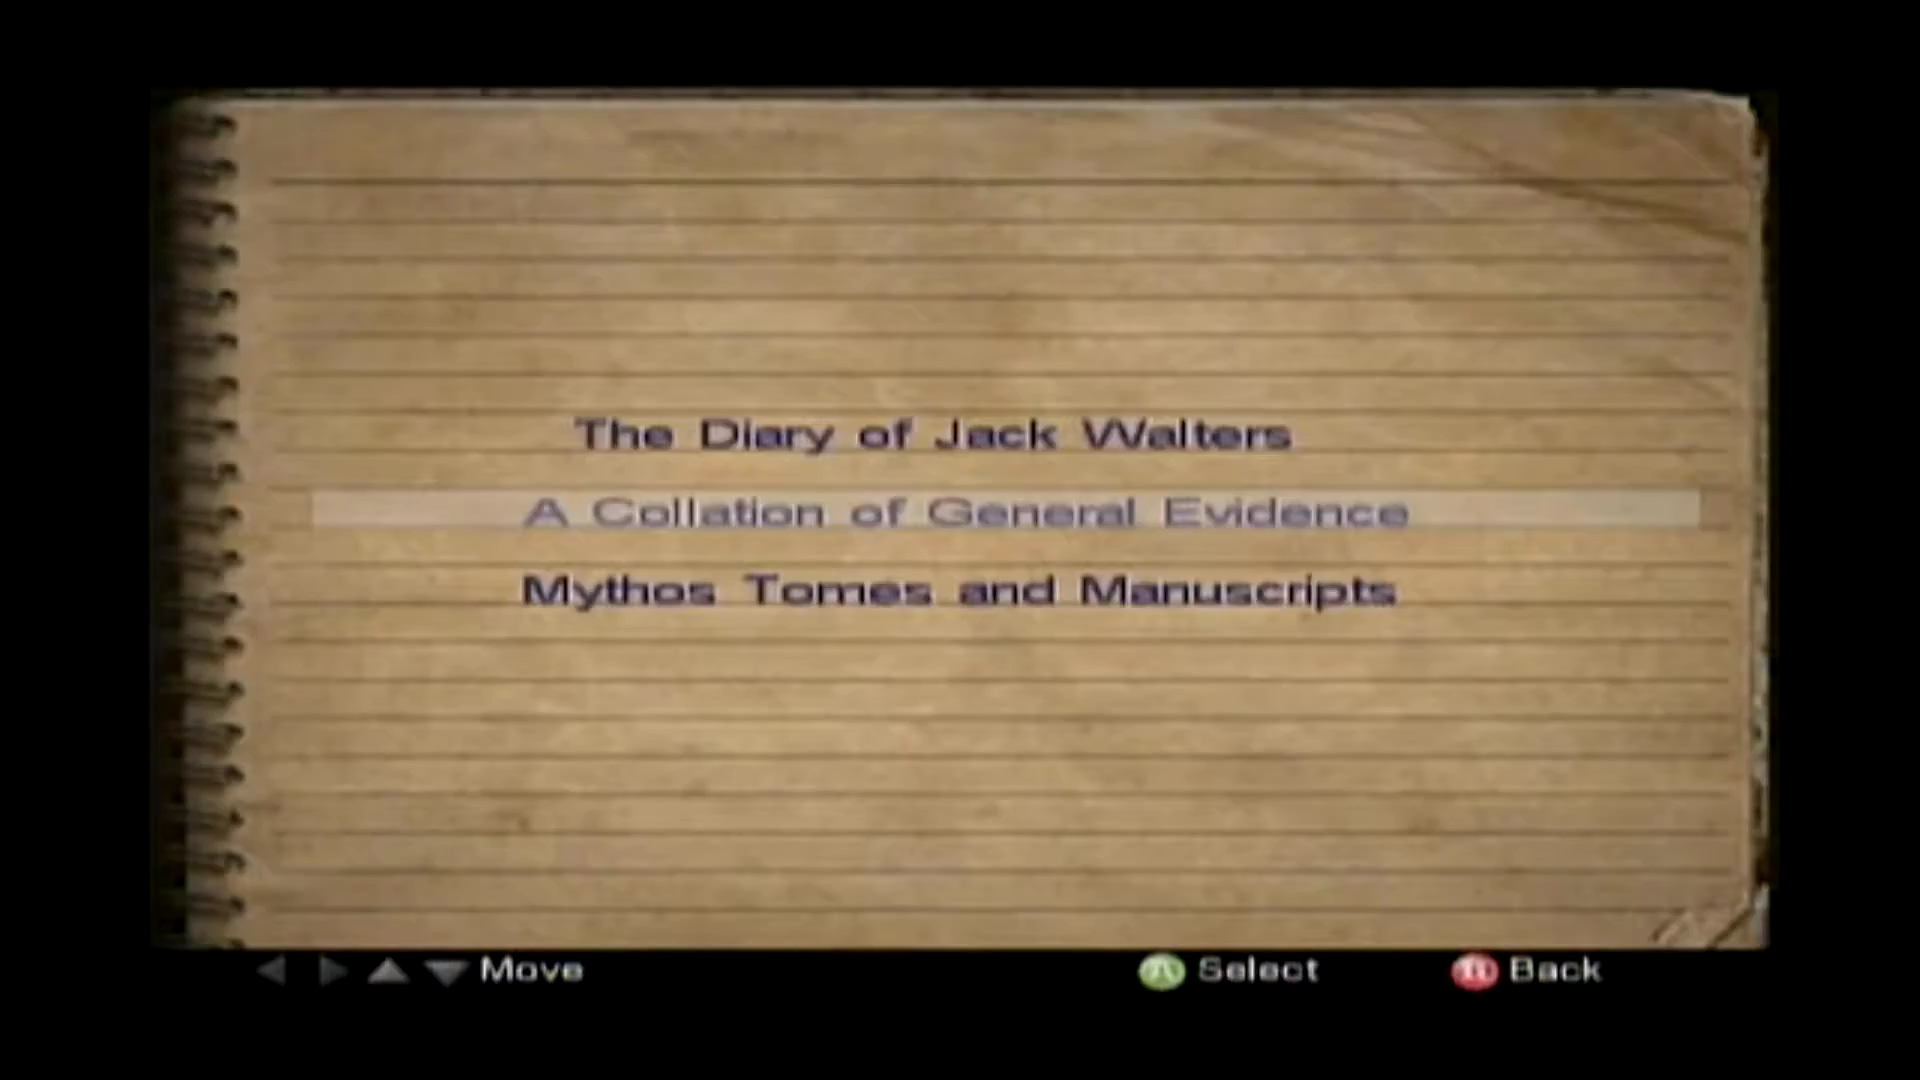 The Diary of Jack Walters
A Collation of General Evidence
Mythos Tomes and Manuscripts
Move
A Select
B Back